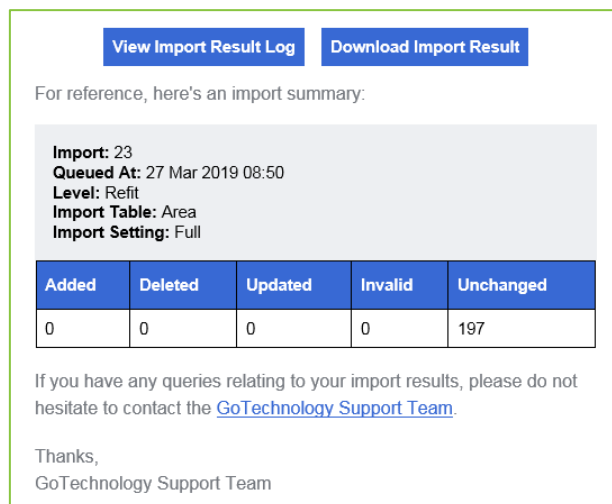 View Import Result Log Download Import Result
For reference, here's an import summary:
Import: 23
Queued At: 27 Mar 2019 08:50
Level: Refit
Import Table: Area
Import Setting: Full
Added Deleted Updated Invalid Unchanged
0 0 0 0 197
If you have any queries relating to your import results, please do not
hesitate to contact the GoTechnology Support Team.
Thanks,
GoTechnology Support Team